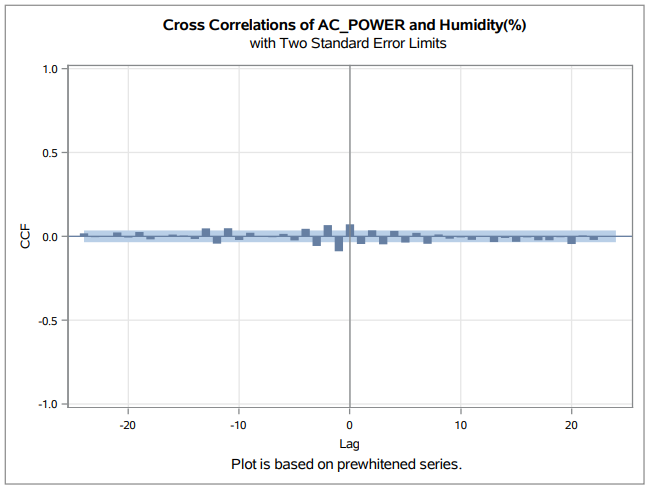 Cross Correlations of AC_POWER and Humidity(%)
with Two Standard Error Limits
1.0
0.5
0.0
-0.5
-1.0
CCF
-20 -10 0 10 20
Lag
Plot is based on prewhitened series.